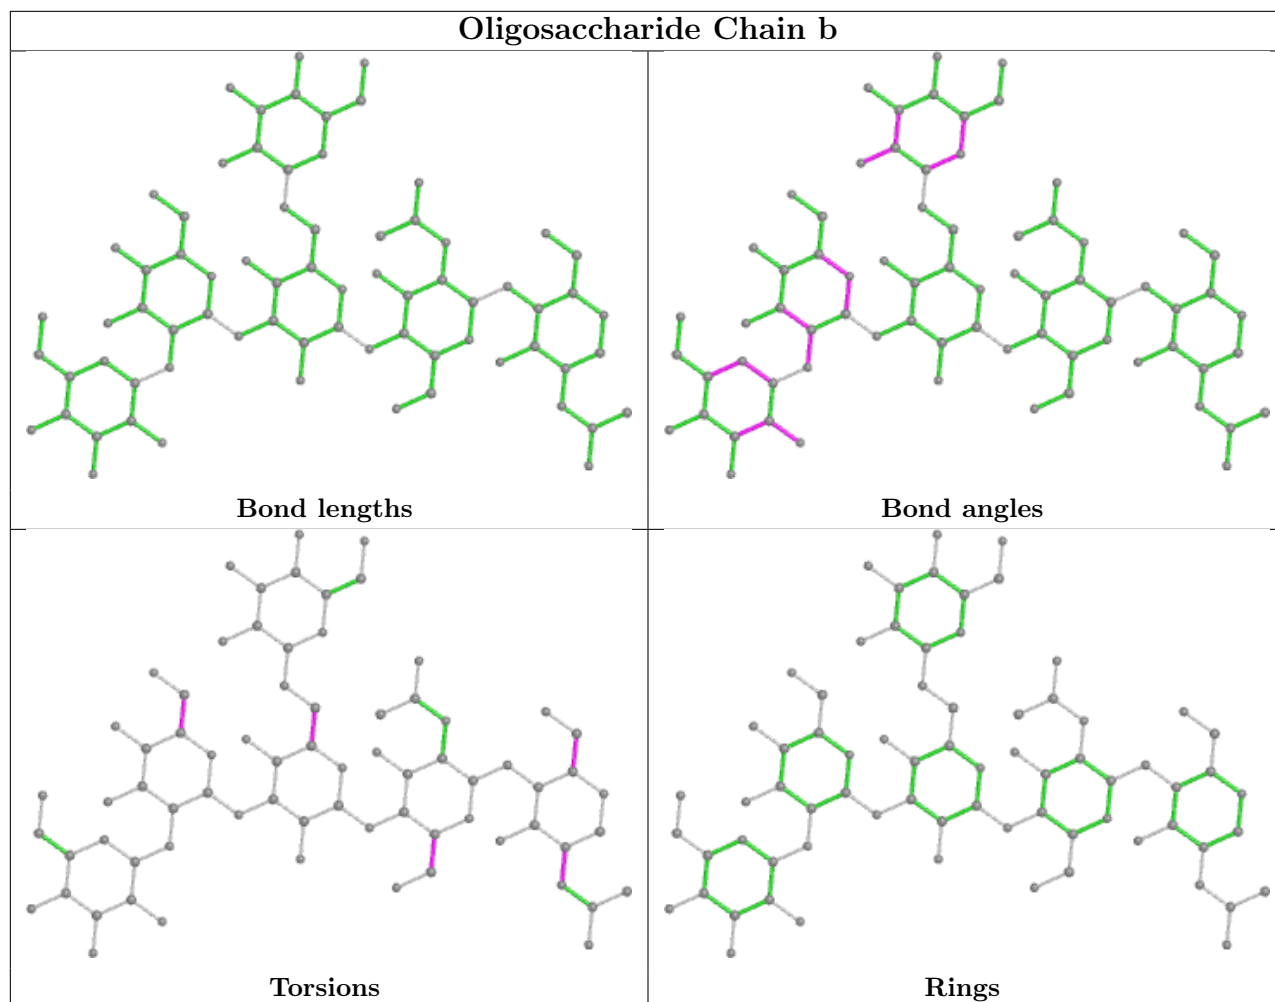 Oligosaccharide Chain b
Bond lengths
Bond angles
Torsions
Rings